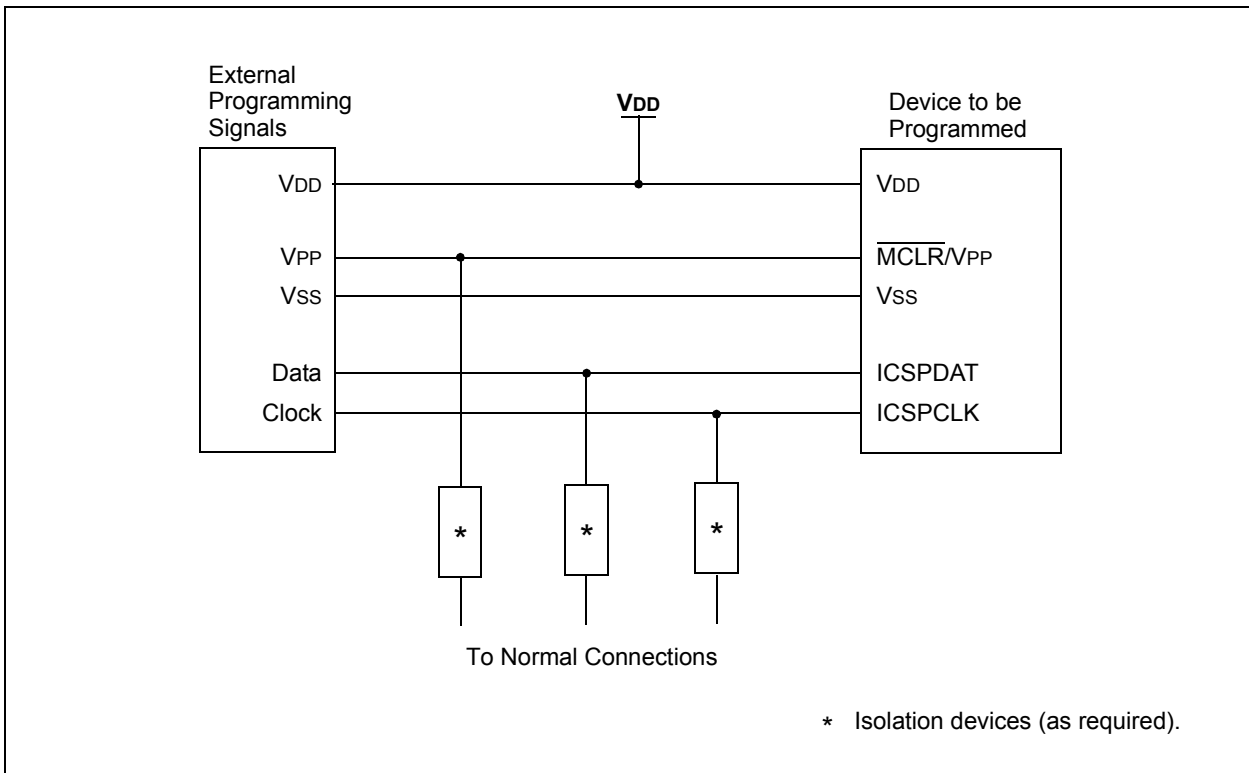 External
Programming
Signals
VDD
Device to be
Programmed
VDD
VDD
VPP
MCLR/VPP
VSS
VSS
Data
ICSPDAT
Clock
ICSPCLK
* * *
To Normal Connections
* Isolation devices (as required).